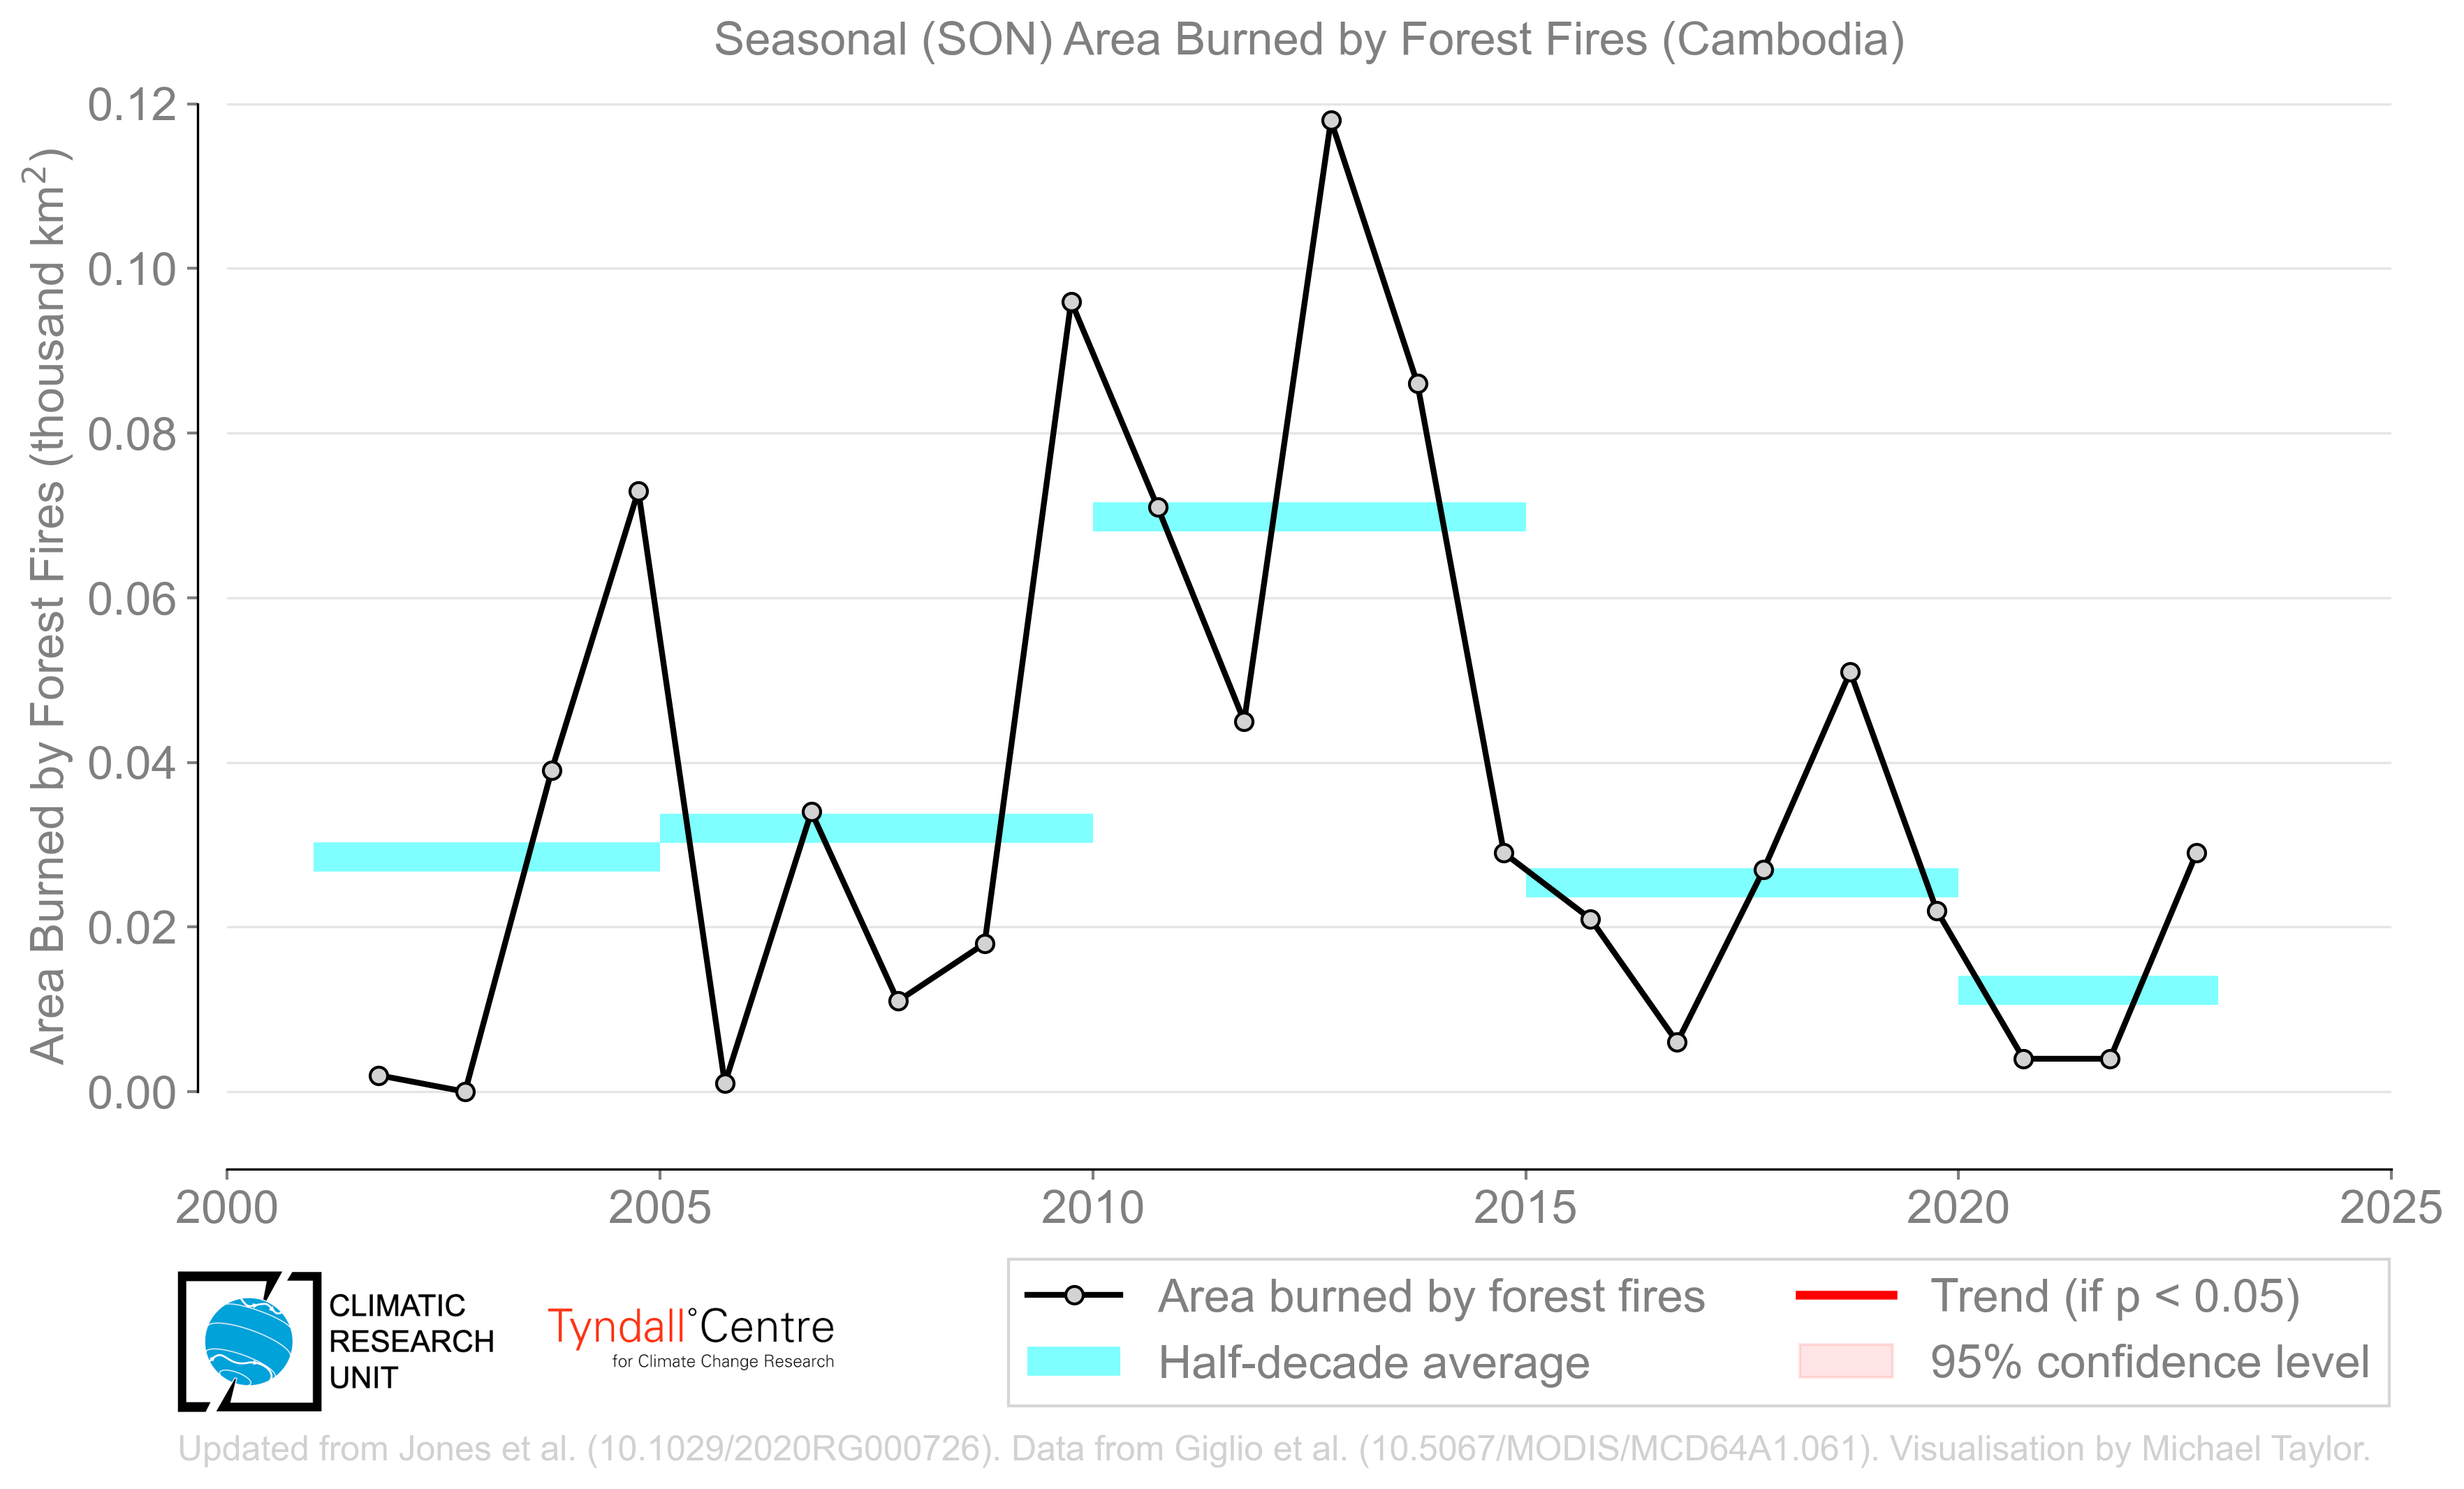 Seasonal (SON) Area Burned by Forest Fires (Cambodia)
Area Burned by Forest Fires (thousand km²)
0.12
0.10
0.08
0.06
0.04
0.02
0.00
2000 2005 2010 2015 2020 2025
CLIMATIC
RESEARCH
UNIT
Tyndall°Centre
for Climate Change Research
Area burned by forest fires
Half-decade average
Trend (if p < 0.05)
95% confidence level
Updated from Jones et al. (10.1029/2020RG000726). Data from Giglio et al. (10.5067/MODIS/MCD64A1.061). Visualisation by Michael Taylor.